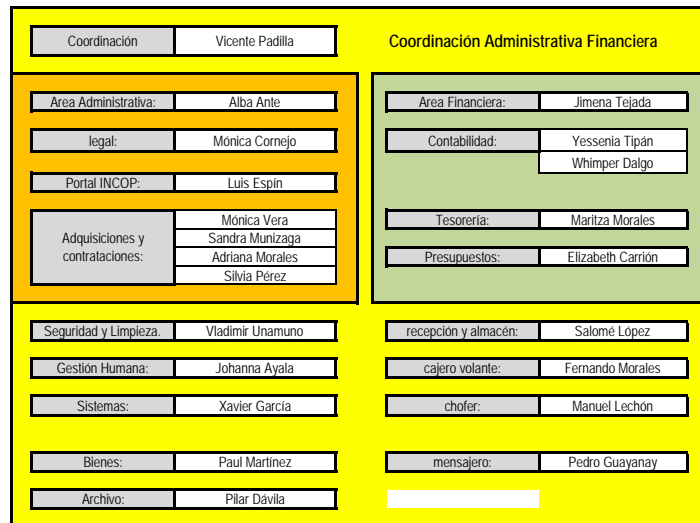 Coordinación Vicente Padilla Coordinación Administrativa Financiera
Area Administrativa: Alba Ante
legal: Mónica Cornejo
Portal INCOP: Luis Espín
Adquisiciones y contrataciones:
Mónica Vera
Sandra Munizaga
Adriana Morales
Silvia Pérez
Area Financiera: Jimena Tejada
Contabilidad: Yessenia Tipán
Whimper Dalgo
Tesorería: Maritza Morales
Presupuestos: Elizabeth Carrión
Seguridad y Limpieza. Vladimir Unamuno
Gestión Humana: Johanna Ayala
Sistemas: Xavier García
Bienes: Paul Martínez
Archivo: Pilar Dávila
recepción y almacén: Salomé López
cajero volante: Fernando Morales
chofer: Manuel Lechón
mensajero: Pedro Guayanay